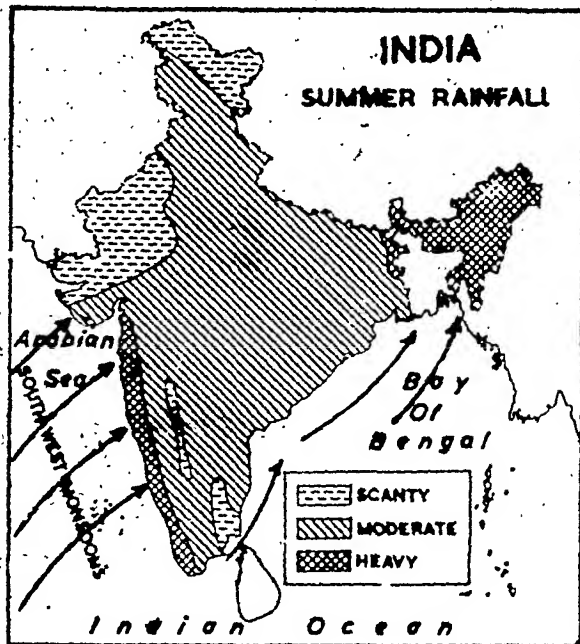 INDIA
SUMMER RAINFALL
Arabian
Sea
SOUTH WEST MONSOONS
Bay
Of
Bengal
SCANTY
MODERATE
HEAVY
Indian Ocean